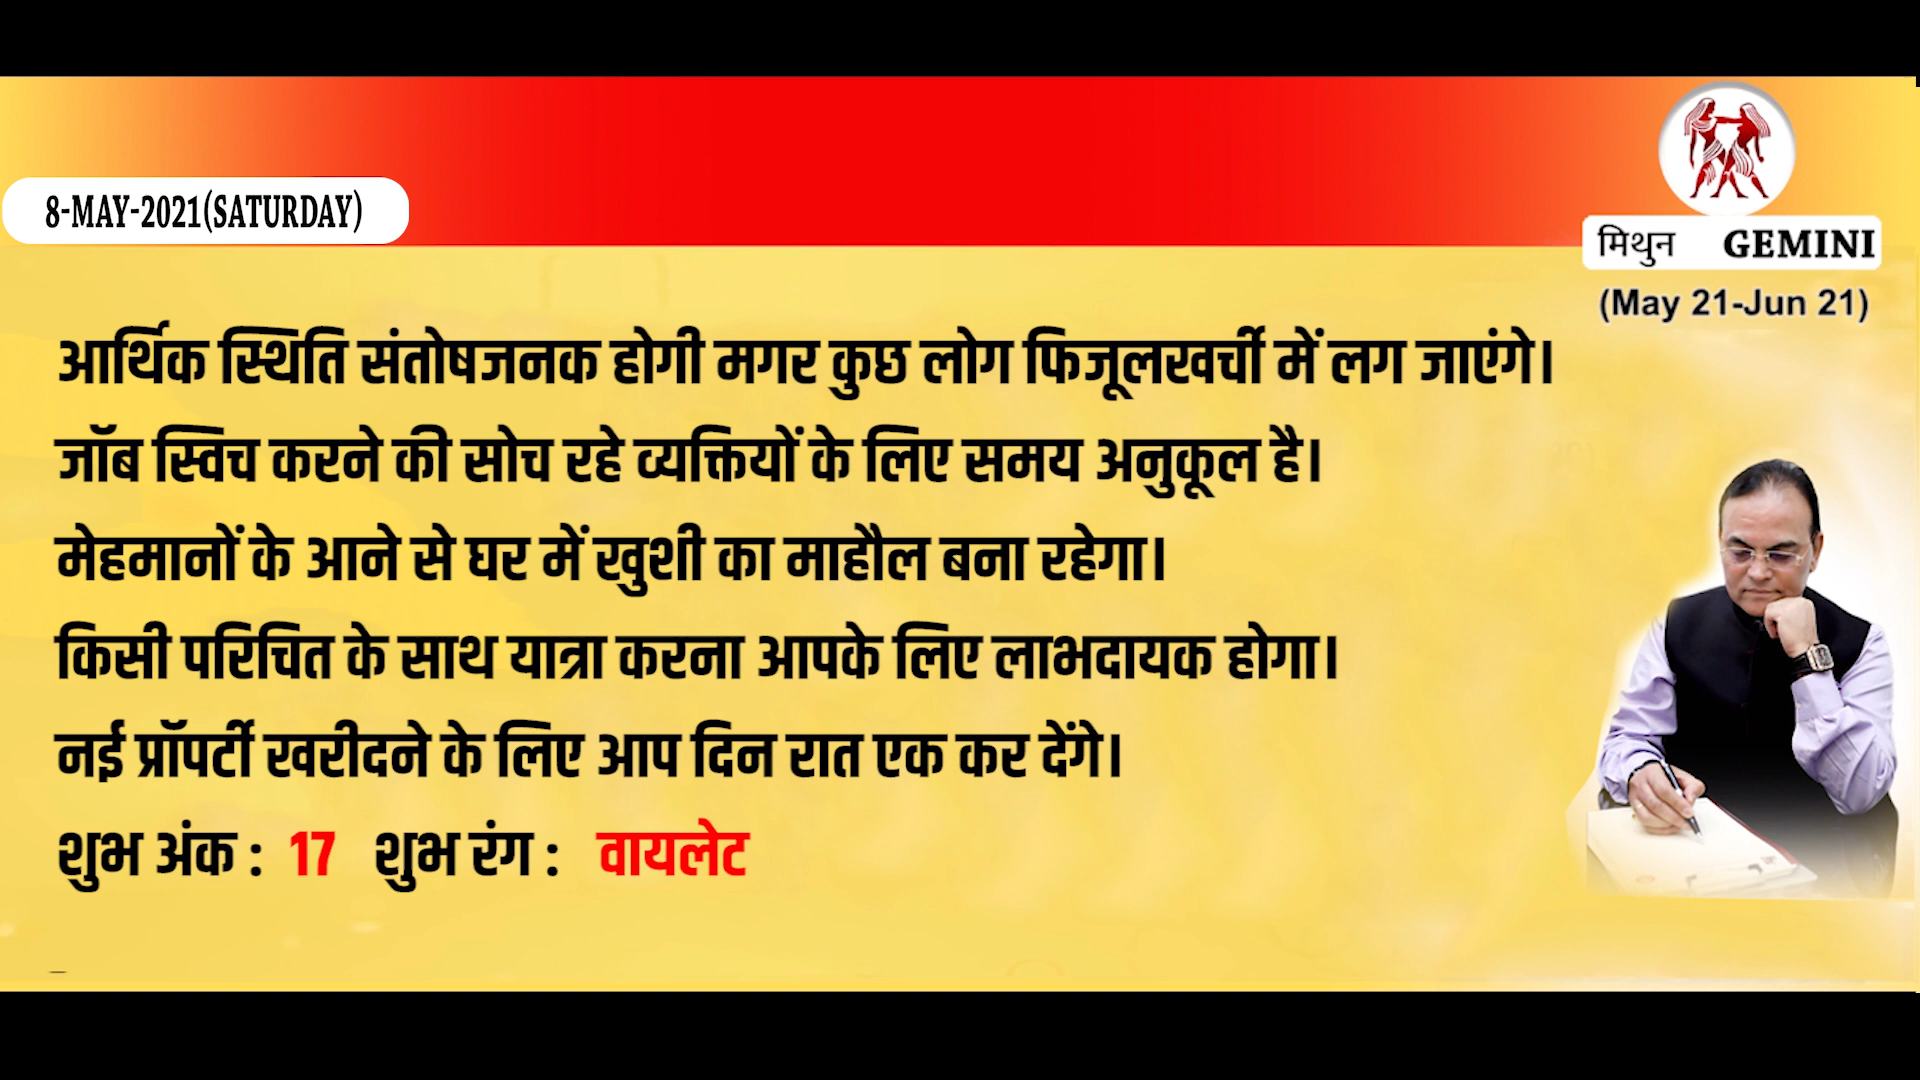 8-MAY-2021(SATURDAY)
मिथुन GEMINI
(May 21-Jun 21)
आर्थिक स्थिति संतोषजनक होगी मगर कुछ लोग फिजूलखर्ची में लग जाएंगे।
जॉब स्विच करने की सोच रहे व्यक्तियों के लिए समय अनुकूल है।
मेहमानों के आने से घर में खुशी का माहौल बना रहेगा।
किसी परिचित के साथ यात्रा करना आपके लिए लाभदायक होगा।
नई प्रॉपर्टी खरीदने के लिए आप दिन रात एक कर देंगे।
शुभ अंक : 17 शुभ रंग : वायलेट